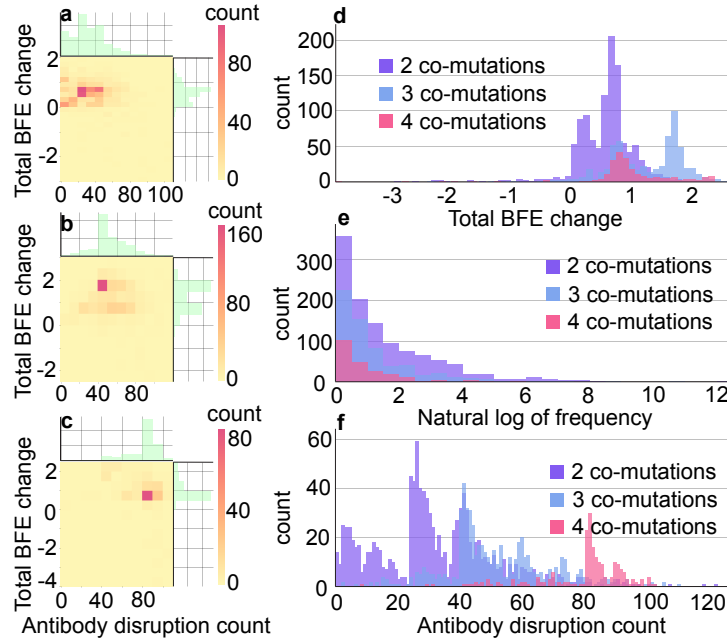 a
count
Total BFE change
2
0
-2
0 40 80 100
80
40
0
b
count
Total BFE change
2
0
-2
0 40 80
160
80
0
c
count
Total BFE change
2
0
-2
-4
0 40 80
80
40
0
Antibody disruption count
d
count
200
150
100
50
0
2 co-mutations
3 co-mutations
4 co-mutations
-3 -2 -1 0 1 2
Total BFE change
e
count
300
200
100
0
2 co-mutations
3 co-mutations
4 co-mutations
0 2 4 6 8 10 12
Natural log of frequency
f
count
60
40
20
0
2 co-mutations
3 co-mutations
4 co-mutations
0 20 40 60 80 100 120
Antibody disruption count